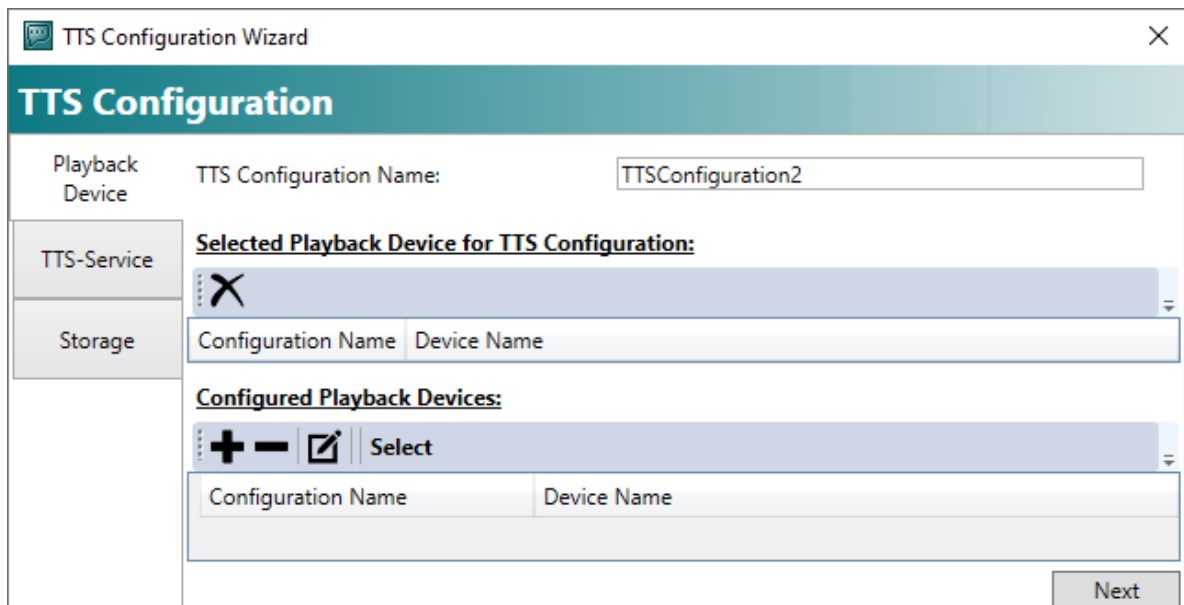 TTS Configuration Wizard
TTS Configuration
Playback
Device
TTS-Service
Storage
TTS Configuration Name: TTSConfiguration2
Selected Playback Device for TTS Configuration:
Configuration Name Device Name
Configured Playback Devices:
Select
Configuration Name Device Name
Next